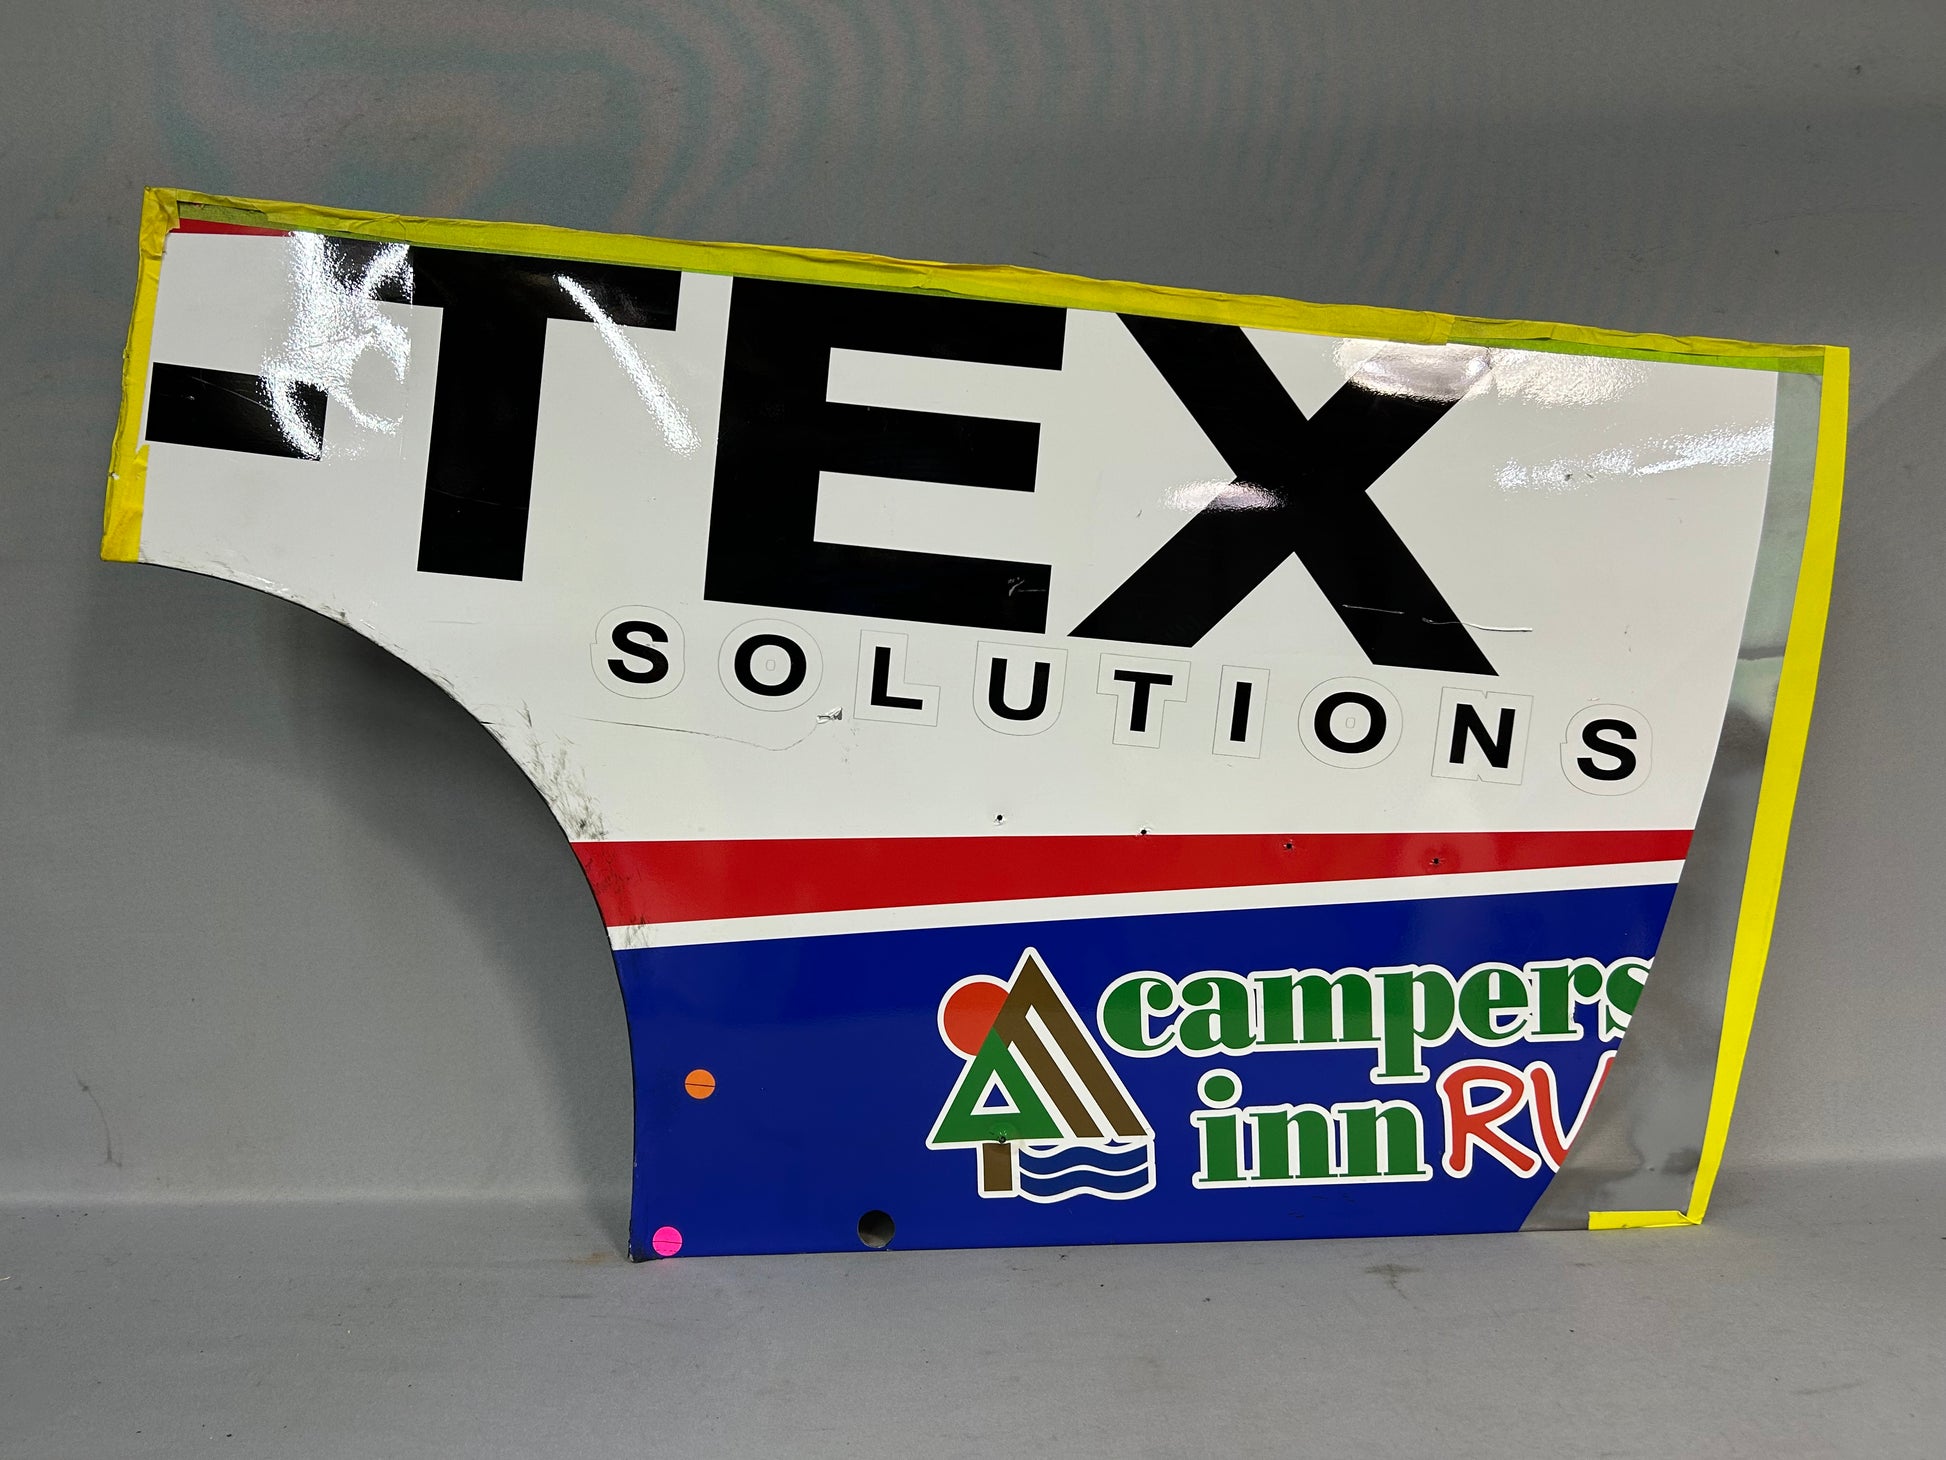 -TEX
SOLUTIONS
campers
inn RV